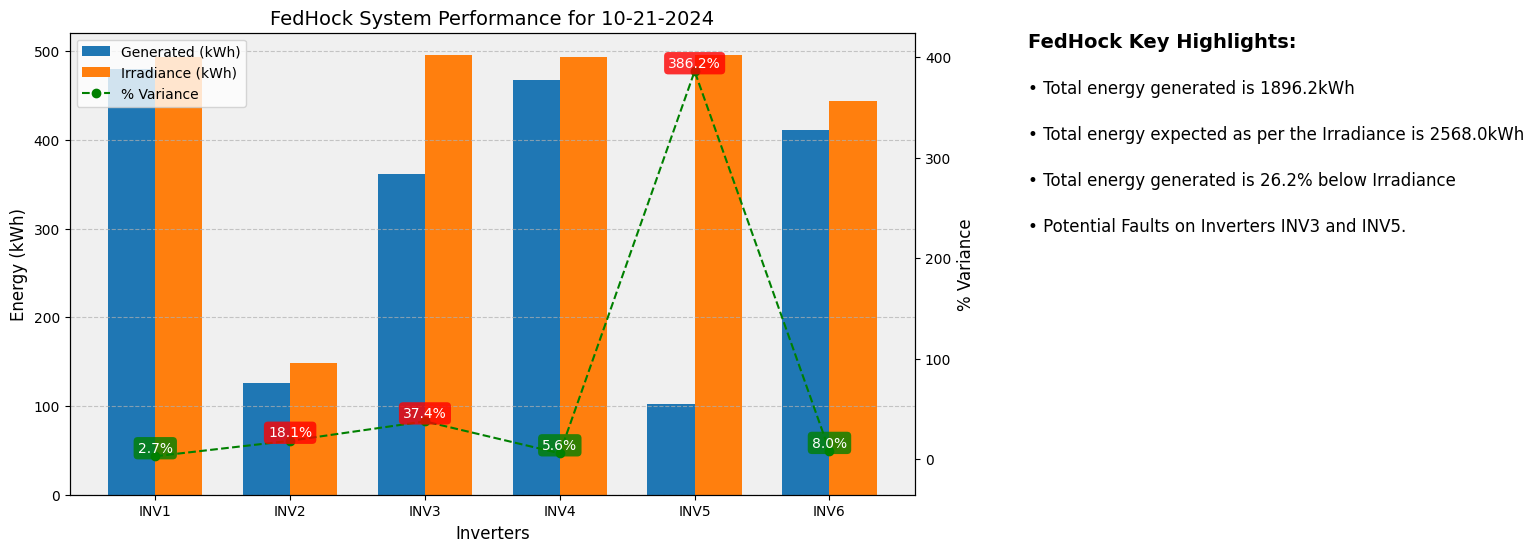 FedHock System Performance for 10-21-2024
Generated (kWh)
Irradiance (kWh)
% Variance
Energy (kWh)
500
400
300
200
100
0
400
300
200
100
0
% Variance
2.7%
18.1%
37.4%
5.6%
386.2%
8.0%
INV1
INV2
INV3
INV4
INV5
INV6
Inverters
FedHock Key Highlights:
• Total energy generated is 1896.2kWh
• Total energy expected as per the Irradiance is 2568.0kWh
• Total energy generated is 26.2% below Irradiance
• Potential Faults on Inverters INV3 and INV5.